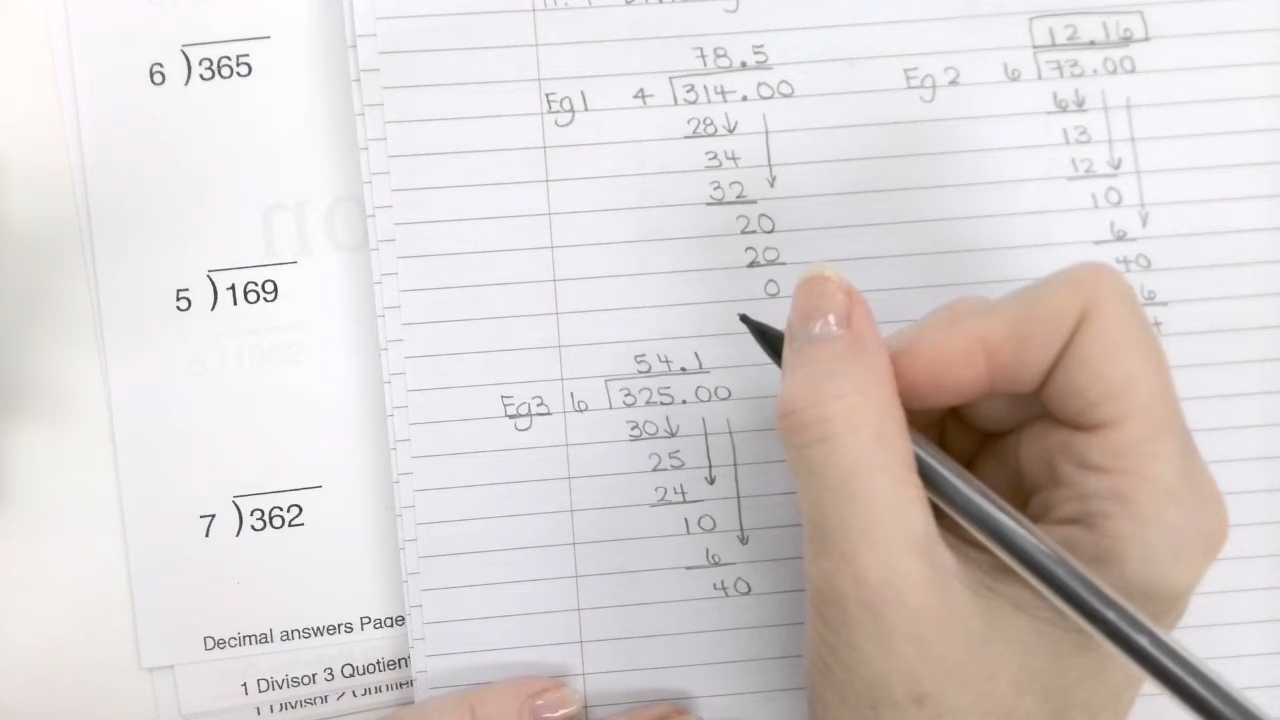 6 ) 365
5 ) 169
7 ) 362
Decimal answers Page
1 Divisor 3 Quotient
78.5
Eg1 4 314.00
28↓
34
32
20
20
0
12.16
Eg2 6 73.00
6↓
13
12
10
6
40
54.1
Eg3 6 325.00
30↓
25
24
10
6
40